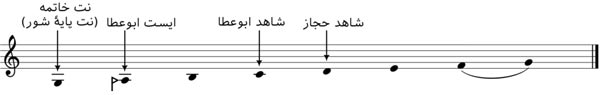 نت خاتمه
(نت پایهٔ شور)
ایست ابوعطا
شاهد ابوعطا
شاهد حجاز